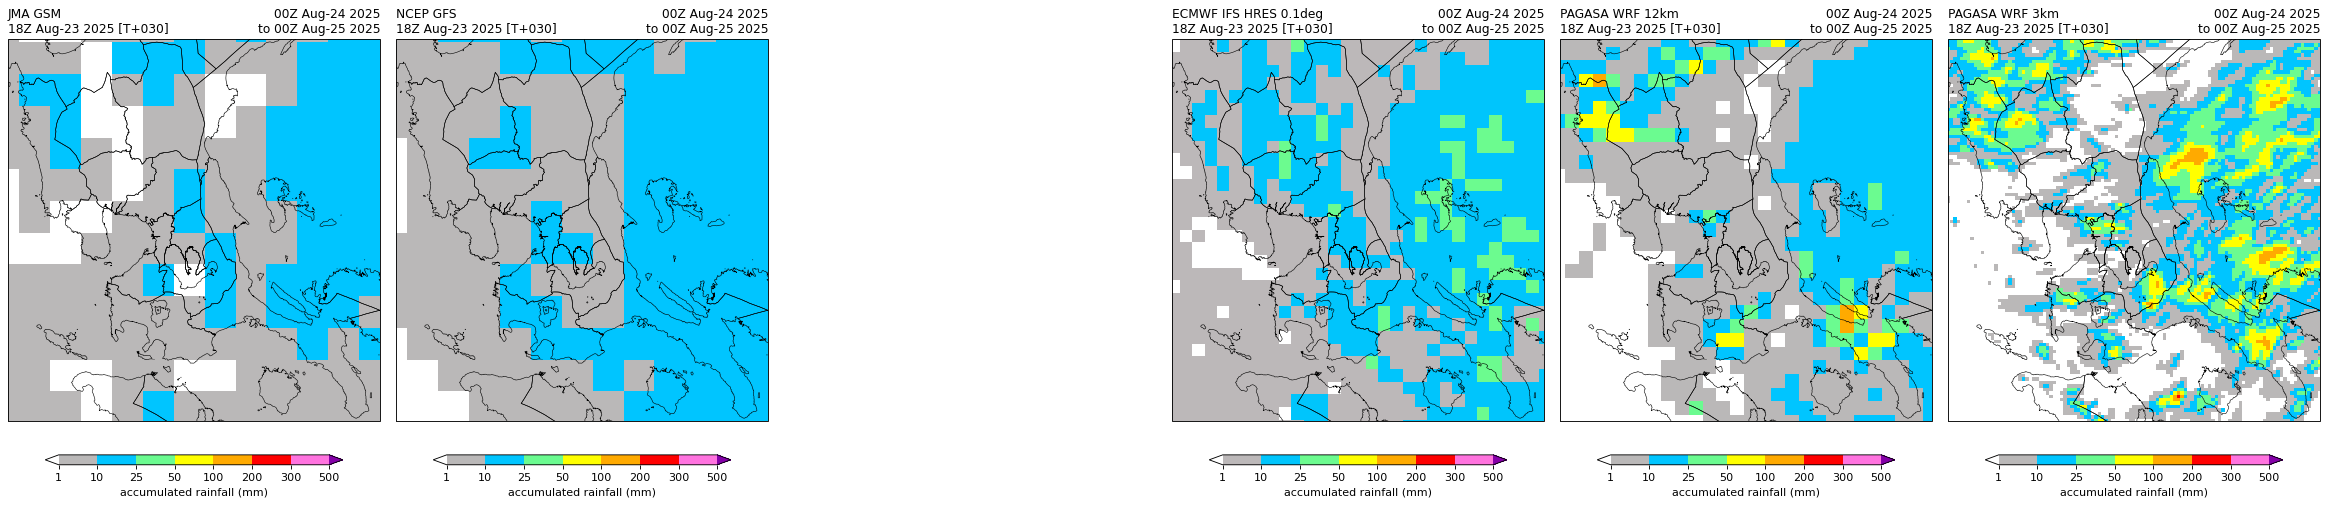 JMA GSM 00Z Aug-24 2025
18Z Aug-23 2025 [T+030] to 00Z Aug-25 2025
NCEP GFS 00Z Aug-24 2025
18Z Aug-23 2025 [T+030] to 00Z Aug-25 2025
ECMWF IFS HRES 0.1deg 00Z Aug-24 2025
18Z Aug-23 2025 [T+030] to 00Z Aug-25 2025
PAGASA WRF 12km 00Z Aug-24 2025
18Z Aug-23 2025 [T+030] to 00Z Aug-25 2025
PAGASA WRF 3km 00Z Aug-24 2025
18Z Aug-23 2025 [T+030] to 00Z Aug-25 2025
1 10 25 50 100 200 300 500
accumulated rainfall (mm)
1 10 25 50 100 200 300 500
accumulated rainfall (mm)
1 10 25 50 100 200 300 500
accumulated rainfall (mm)
1 10 25 50 100 200 300 500
accumulated rainfall (mm)
1 10 25 50 100 200 300 500
accumulated rainfall (mm)